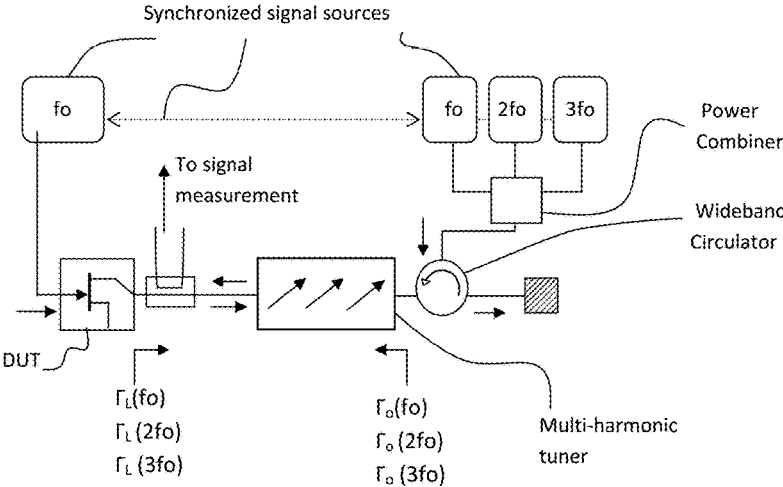 Synchronized signal sources
fo
fo
2fo
3fo
Power
Combiner
To signal
measurement
Wideband
Circulator
DUT
ΓL(fo)
ΓL (2fo)
ΓL (3fo)
Γo(fo)
Γo (2fo)
Γo (3fo)
Multi-harmonic
tuner